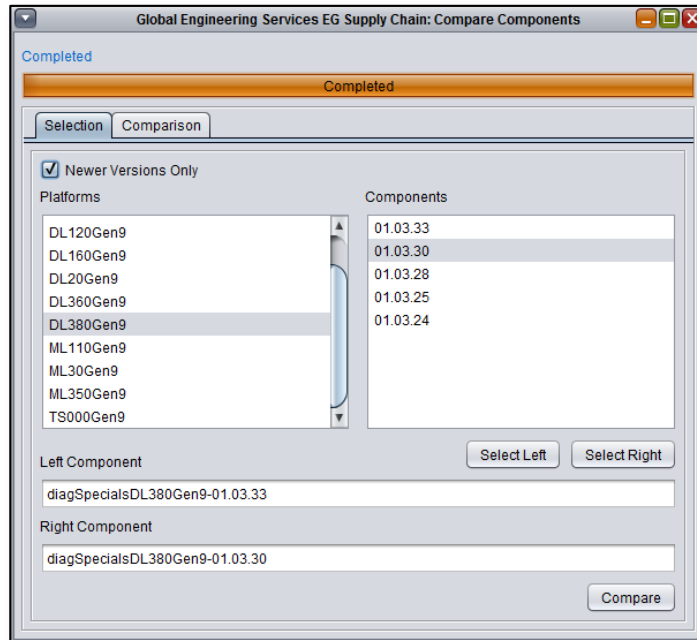 Global Engineering Services EG Supply Chain: Compare Components
Completed
Completed
Selection Comparison
Newer Versions Only
Platforms
DL120Gen9
DL160Gen9
DL20Gen9
DL360Gen9
DL380Gen9
ML110Gen9
ML30Gen9
ML350Gen9
TS000Gen9
Components
01.03.33
01.03.30
01.03.28
01.03.25
01.03.24
Select Left Select Right
Left Component
diagSpecialsDL380Gen9-01.03.33
Right Component
diagSpecialsDL380Gen9-01.03.30
Compare